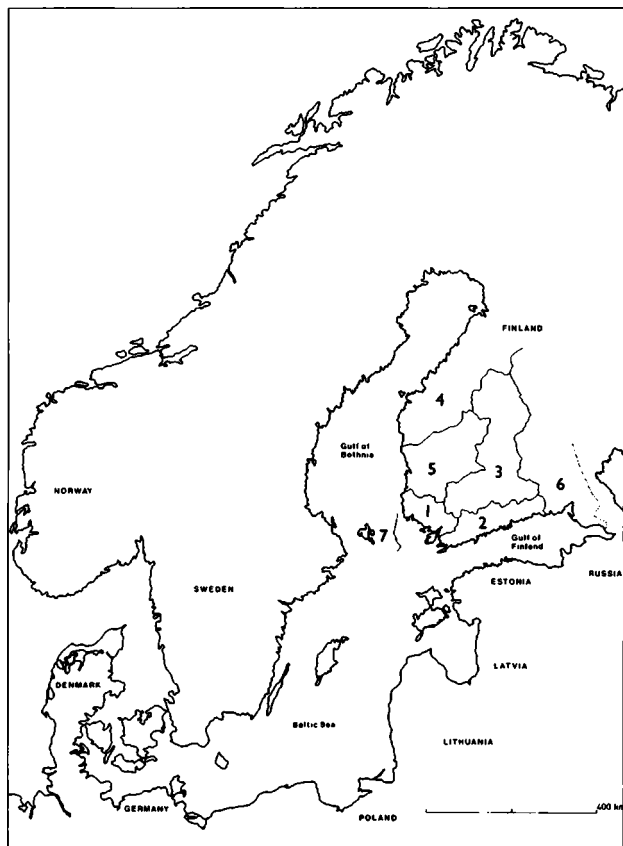 FINLAND
4
Gulf of
Bothnia
5
3
6
NORWAY
1
7
2
Gulf of
Finland
ESTONIA
RUSSIA
SWEDEN
LATVIA
DENMARK
Baltic Sea
LITHUANIA
GERMANY
POLAND
400 km